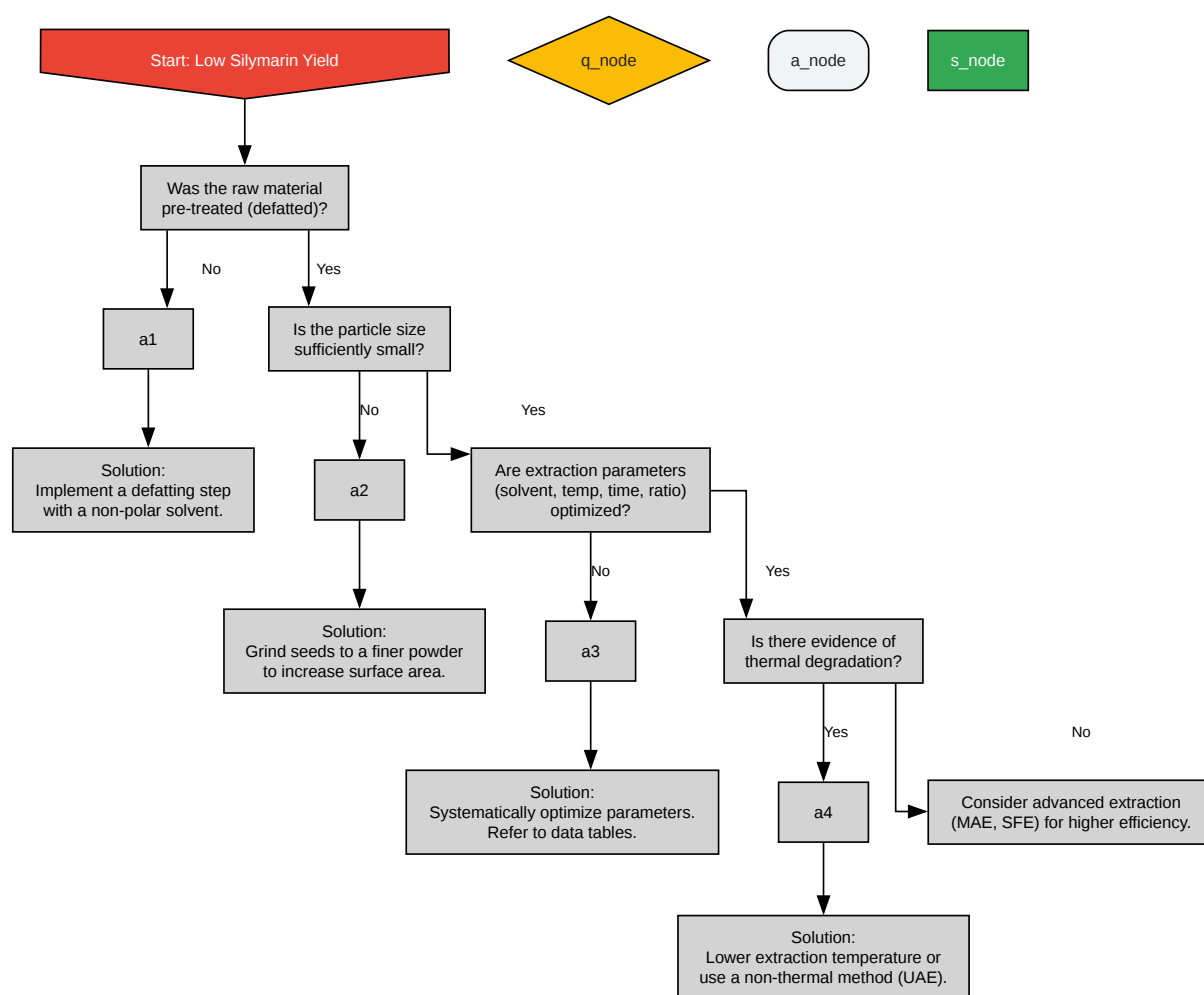 Start: Low Silymarin Yield
q_node
a_node
s_node
Was the raw material
pre-treated (defatted)?
No
Yes
a1
Is the particle size
sufficiently small?
No
Yes
Solution:
Implement a defatting step
with a non-polar solvent.
a2
Are extraction parameters
(solvent, temp, time, ratio)
optimized?
No
Yes
Solution:
Grind seeds to a finer powder
to increase surface area.
a3
Is there evidence of
thermal degradation?
Yes
No
Solution:
Systematically optimize parameters.
Refer to data tables.
a4
Consider advanced extraction
(MAE, SFE) for higher efficiency.
Solution:
Lower extraction temperature or
use a non-thermal method (UAE).